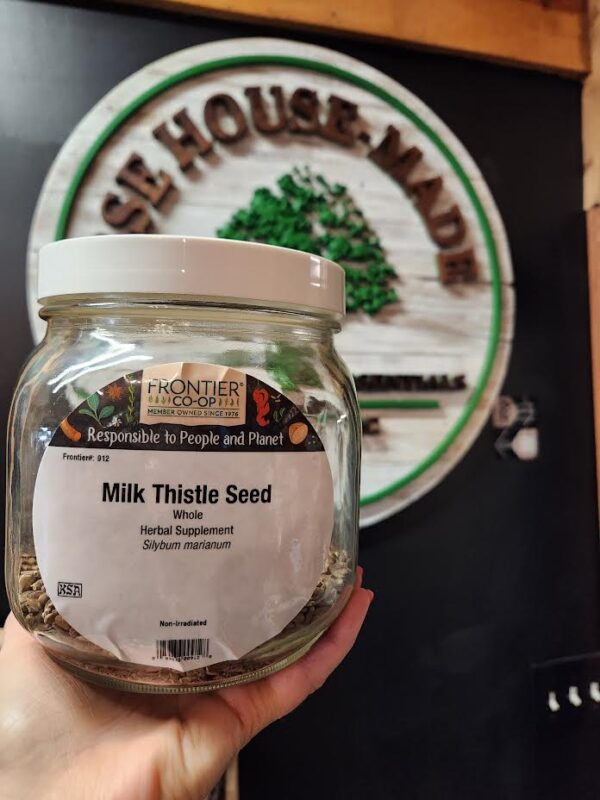 SE HOUSE-MADE
FRONTIER®
CO-OP
MEMBER OWNED SINCE 1976
Responsible to People and Planet
Frontier#: 912
Milk Thistle Seed
Whole
Herbal Supplement
Silybum marianum
KSA
Non-Irradiated